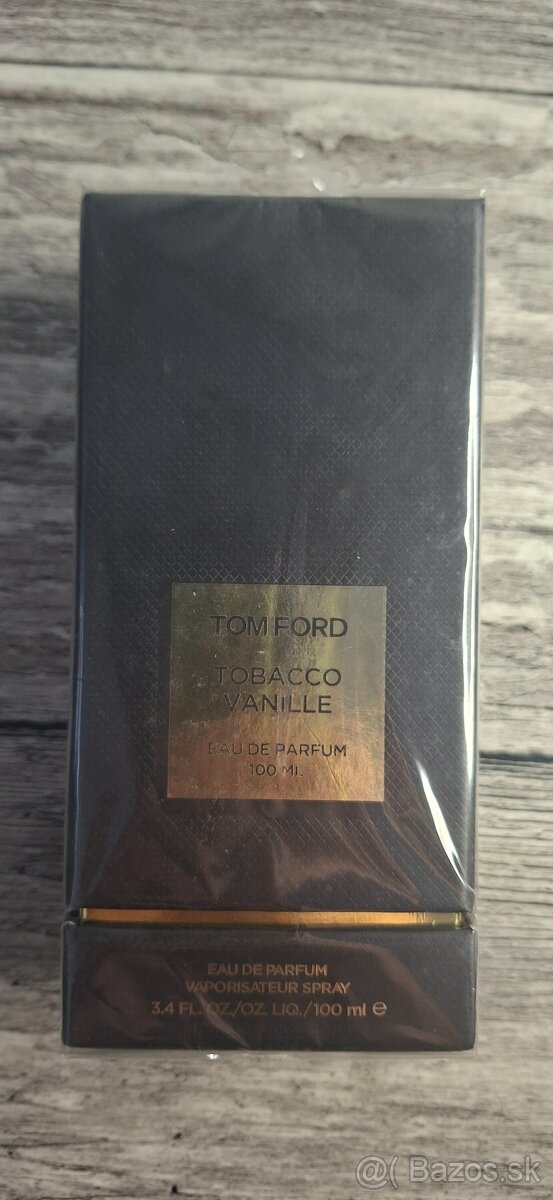 TOM FORD
TOBACCO
VANILLE
EAU DE PARFUM
100 ML
EAU DE PARFUM
VAPORISATEUR SPRAY
3.4 FL. OZ./OZ. LIQ./100 ml ℮
@( Bazos.sk